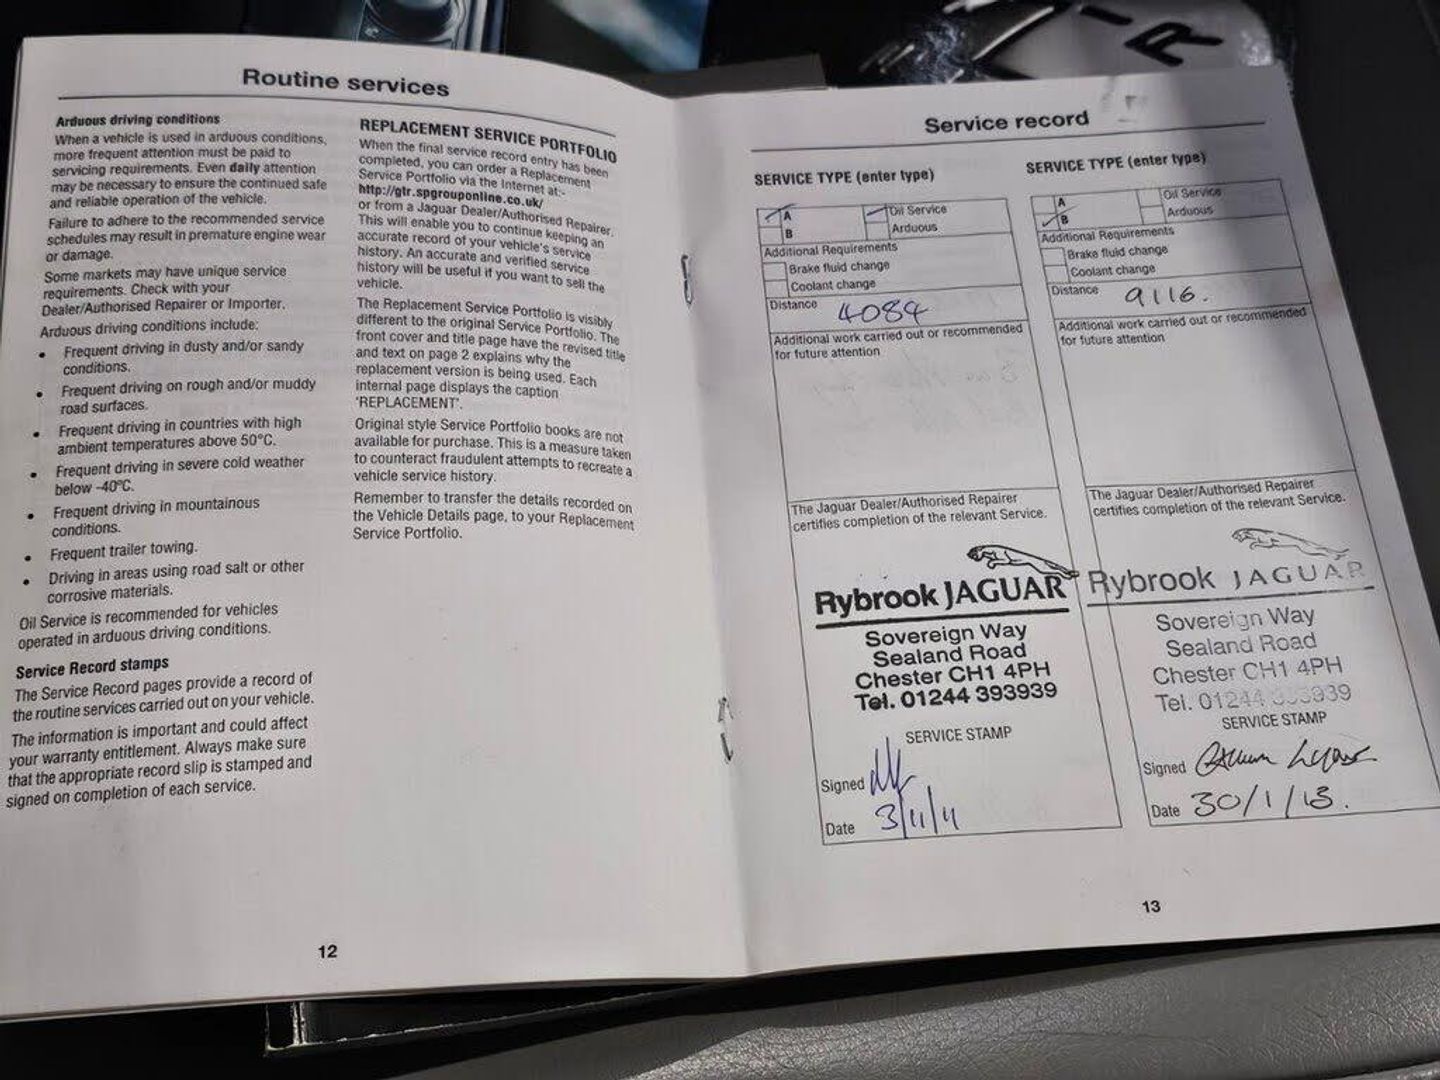 Routine services
Arduous driving conditions
When a vehicle is used in arduous conditions,
more frequent attention must be paid to
servicing requirements. Even daily attention
may be necessary to ensure the continued safe
and reliable operation of the vehicle.
Failure to adhere to the recommended service
schedules may result in premature engine wear
or damage.
Some markets may have unique service
requirements. Check with your
Dealer/Authorised Repairer or Importer.
Arduous driving conditions include:
• Frequent driving in dusty and/or sandy
conditions.
• Frequent driving on rough and/or muddy
road surfaces.
• Frequent driving in countries with high
ambient temperatures above 50°C.
• Frequent driving in severe cold weather
below -40°C.
• Frequent driving in mountainous
conditions.
• Frequent trailer towing.
• Driving in areas using road salt or other
corrosive materials.
Oil Service is recommended for vehicles
operated in arduous driving conditions.
Service Record stamps
The Service Record pages provide a record of
the routine services carried out on your vehicle.
The information is important and could affect
your warranty entitlement. Always make sure
that the appropriate record slip is stamped and
signed on completion of each service.
REPLACEMENT SERVICE PORTFOLIO
When the final service record entry has been
completed, you can order a Replacement
Service Portfolio via the Internet at:-
http://gtr.spgrouponline.co.uk/
or from a Jaguar Dealer/Authorised Repairer.
This will enable you to continue keeping an
accurate record of your vehicle's service
history. An accurate and verified service
history will be useful if you want to sell the
vehicle.
The Replacement Service Portfolio is visibly
different to the original Service Portfolio. The
front cover and title page have the revised title
and text on page 2 explains why the
replacement version is being used. Each
internal page displays the caption
'REPLACEMENT'.
Original style Service Portfolio books are not
available for purchase. This is a measure taken
to counteract fraudulent attempts to recreate a
vehicle service history.
Remember to transfer the details recorded on
the Vehicle Details page, to your Replacement
Service Portfolio.
12
Service record
SERVICE TYPE (enter type)
A Oil Service
B Arduous
Additional Requirements
Brake fluid change
Coolant change
Distance 4084
Additional work carried out or recommended
for future attention
The Jaguar Dealer/Authorised Repairer
certifies completion of the relevant Service.
Rybrook JAGUAR
Sovereign Way
Sealand Road
Chester CH1 4PH
Tel. 01244 393939
SERVICE STAMP
Signed
Date 3/11/11
SERVICE TYPE (enter type)
A Oil Service
B Arduous
Additional Requirements
Brake fluid change
Coolant change
Distance 9116.
Additional work carried out or recommended
for future attention
The Jaguar Dealer/Authorised Repairer
certifies completion of the relevant Service.
Rybrook JAGUAR
Sovereign Way
Sealand Road
Chester CH1 4PH
Tel. 01244 393939
SERVICE STAMP
Signed
Date 30/1/13.
13